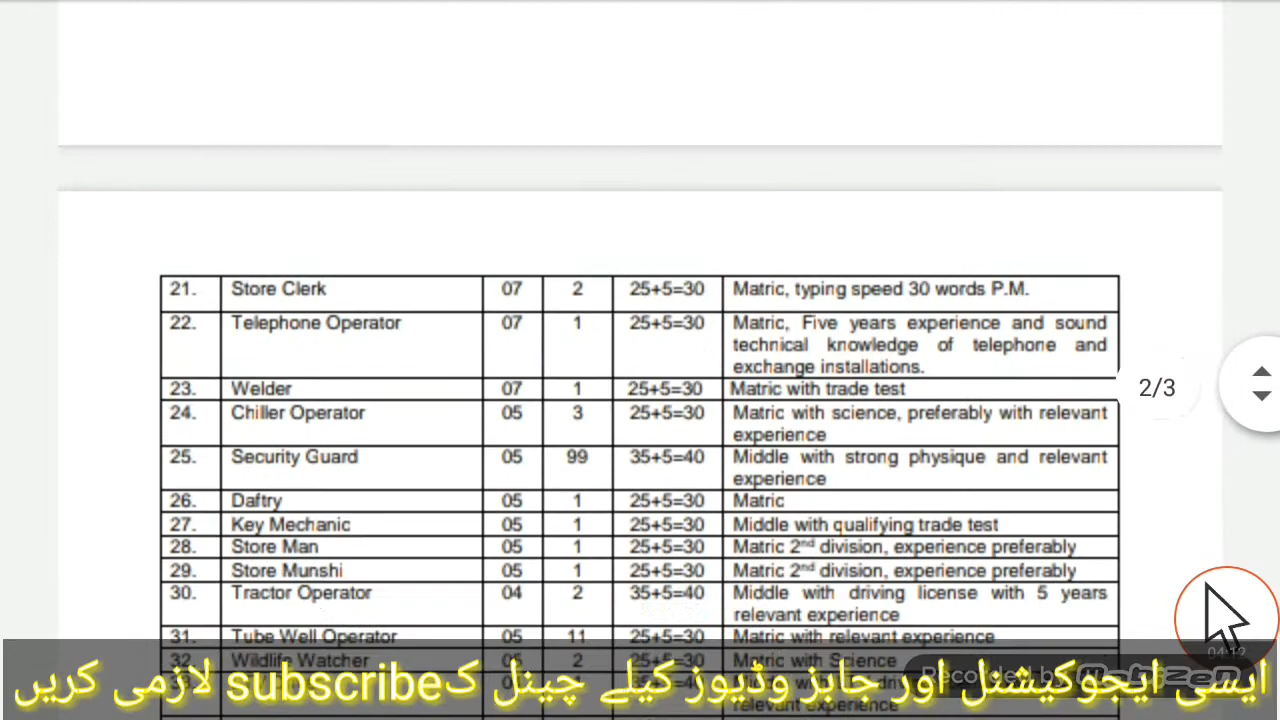 21. Store Clerk 07 2 25+5=30 Matric, typing speed 30 words P.M.
22. Telephone Operator 07 1 25+5=30 Matric, Five years experience and sound
technical knowledge of telephone and
exchange installations.
23. Welder 07 1 25+5=30 Matric with trade test
2/3
24. Chiller Operator 05 3 25+5=30 Matric with science, preferably with relevant
experience
25. Security Guard 05 99 35+5=40 Middle with strong physique and relevant
experience
26. Daftry 05 1 25+5=30 Matric
27. Key Mechanic 05 1 25+5=30 Middle with qualifying trade test
28. Store Man 05 1 25+5=30 Matric 2nd division, experience preferably
29. Store Munshi 05 1 25+5=30 Matric 2nd division, experience preferably
30. Tractor Operator 04 2 35+5=40 Middle with driving license with 5 years
relevant experience
31. Tube Well Operator 05 11 25+5=30 Matric with relevant experience
32. Wildlife Watcher 05 2 25+5=30 Matric with Science
04:12
Recorded by Mobizen
ایسی ایجوکیشنل اور جابز وڈیوز کیلے چینل ک subscribe لازمی کریں
relevant experience